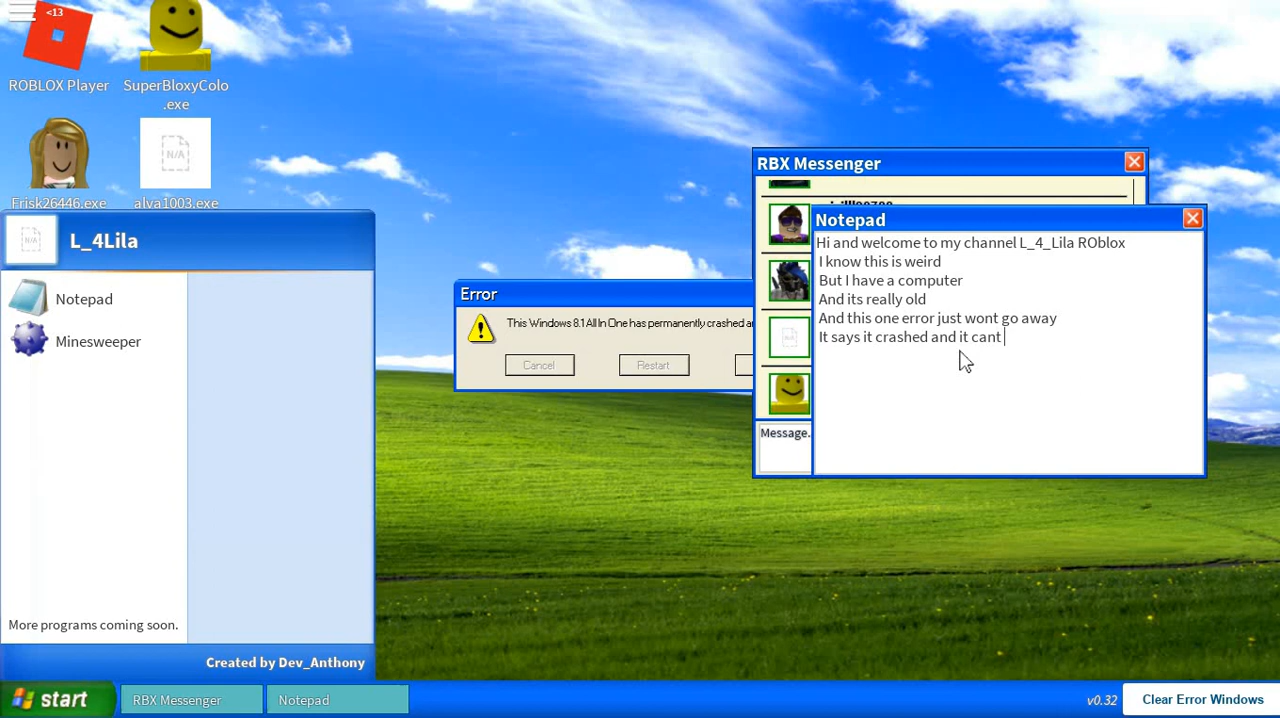 <13
ROBLOX Player
SuperBloxyColo
.exe
N/A
Frisk26446.exe
alva1003.exe
N/A
L_4Lila
Notepad
Minesweeper
More programs coming soon.
Created by Dev_Anthony
Error
This Windows 8.1 All In One has permanently crashed
Cancel
Restart
RBX Messenger
Notepad
Hi and welcome to my channel L_4_Lila ROblox
I know this is weird
But I have a computer
And its really old
And this one error just wont go away
It says it crashed and it cant
Message.
start
RBX Messenger
Notepad
v0.32
Clear Error Windows